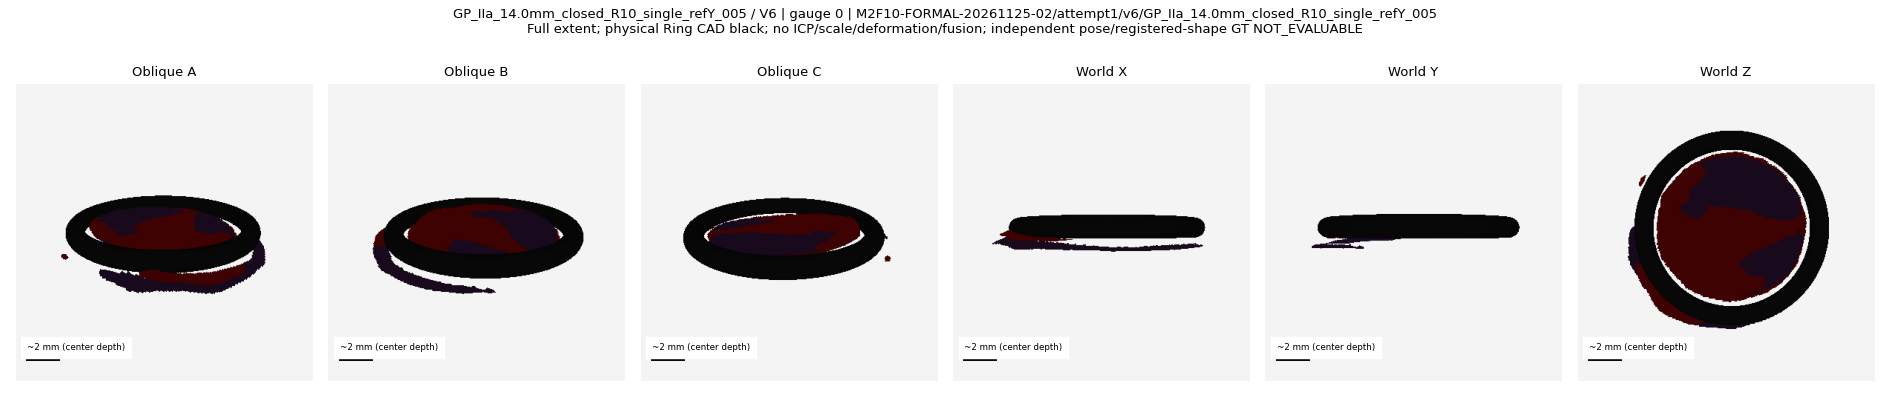 GP_IIa_14.0mm_closed_R10_single_refY_005 / V6 | gauge 0 | M2F10-FORMAL-20261125-02/attempt1/v6/GP_IIa_14.0mm_closed_R10_single_refY_005
Full extent; physical Ring CAD black; no ICP/scale/deformation/fusion; independent pose/registered-shape GT NOT_EVALUABLE
Oblique A
Oblique B
Oblique C
World X
World Y
World Z
~2 mm (center depth)
~2 mm (center depth)
~2 mm (center depth)
~2 mm (center depth)
~2 mm (center depth)
~2 mm (center depth)